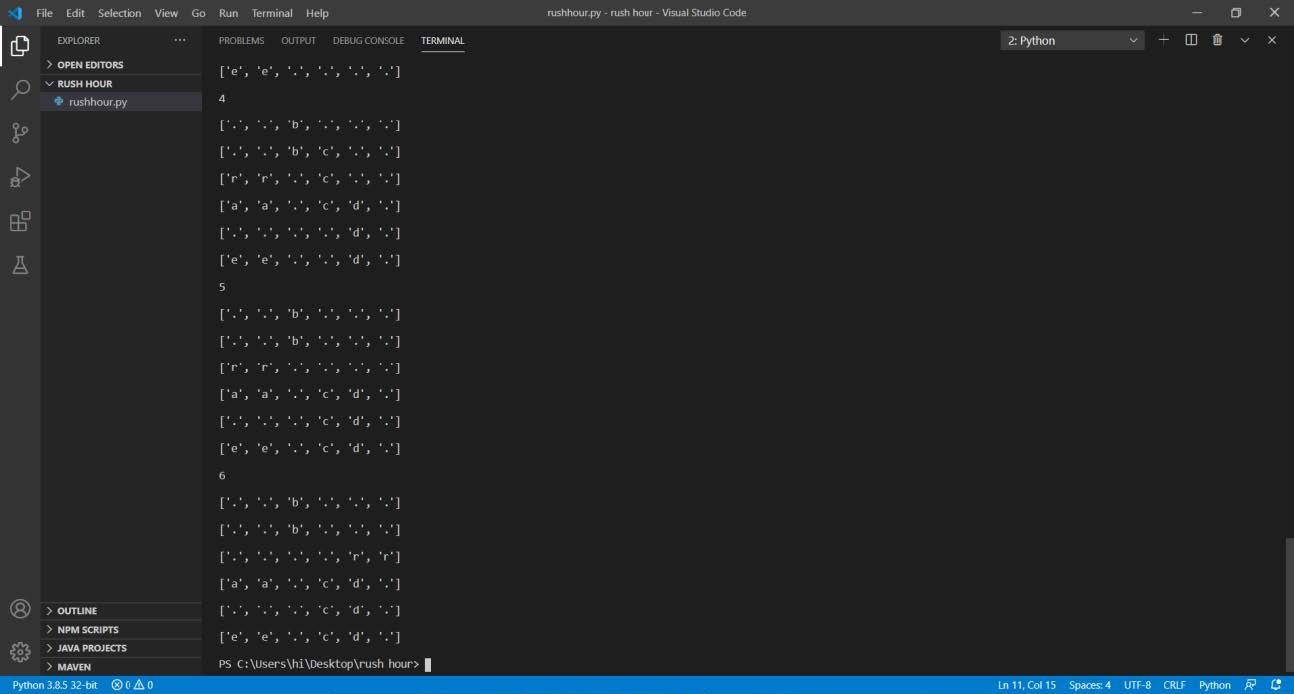 File Edit Selection View Go Run Terminal Help
rushhour.py - rush hour - Visual Studio Code
EXPLORER ...
OPEN EDITORS
RUSH HOUR
rushhour.py
OUTLINE
NPM SCRIPTS
JAVA PROJECTS
MAVEN
PROBLEMS OUTPUT DEBUG CONSOLE TERMINAL
2: Python
['e', 'e', '.', '.', '.', '.']
4
['.', '.', 'b', '.', '.', '.']
['.', '.', 'b', 'c', '.', '.']
['r', 'r', '.', 'c', '.', '.']
['a', 'a', '.', 'c', 'd', '.']
['.', '.', '.', '.', 'd', '.']
['e', 'e', '.', '.', 'd', '.']
5
['.', '.', 'b', '.', '.', '.']
['.', '.', 'b', '.', '.', '.']
['r', 'r', '.', '.', '.', '.']
['a', 'a', '.', 'c', 'd', '.']
['.', '.', '.', 'c', 'd', '.']
['e', 'e', '.', 'c', 'd', '.']
6
['.', '.', 'b', '.', '.', '.']
['.', '.', 'b', '.', '.', '.']
['.', '.', '.', '.', 'r', 'r']
['a', 'a', '.', 'c', 'd', '.']
['.', '.', '.', 'c', 'd', '.']
['e', 'e', '.', 'c', 'd', '.']
PS C:\Users\hi\Desktop\rush hour>
Python 3.8.5 32-bit 0 0
Ln 11, Col 15 Spaces: 4 UTF-8 CRLF Python